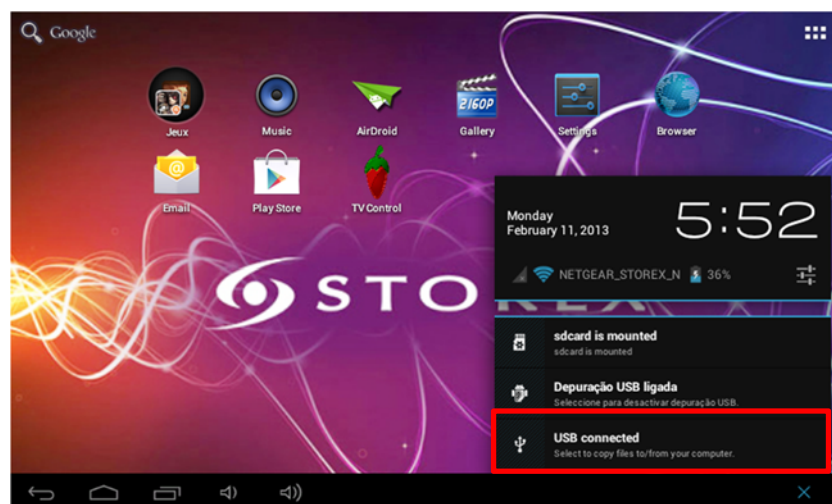 Google
2160P
Jeux
Music
AirDroid
Gallery
Settings
Browser
@
Email
Play Store
TV Control
STOREX
Monday
February 11, 2013
5:52
NETGEAR_STOREX_N
36%
sdcard is mounted
sdcard is mounted
Depuração USB ligada
Seleccione para desactivar depuração USB.
USB connected
Select to copy files to/from your computer.